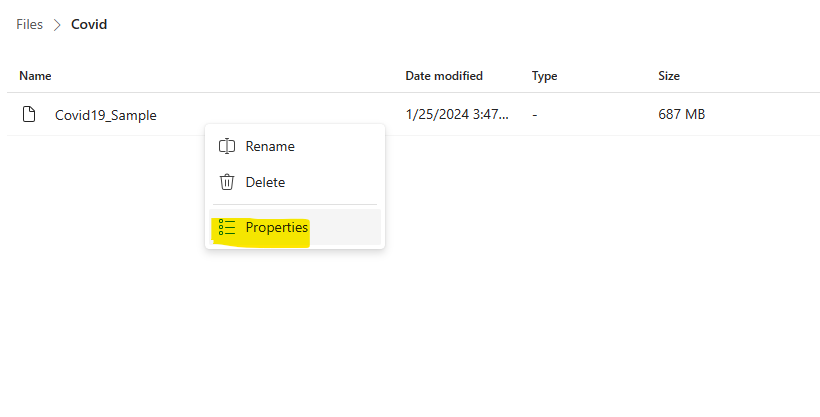 Files > Covid
Name Date modified Type Size
Covid19_Sample 1/25/2024 3:47... - 687 MB
Rename
Delete
Properties